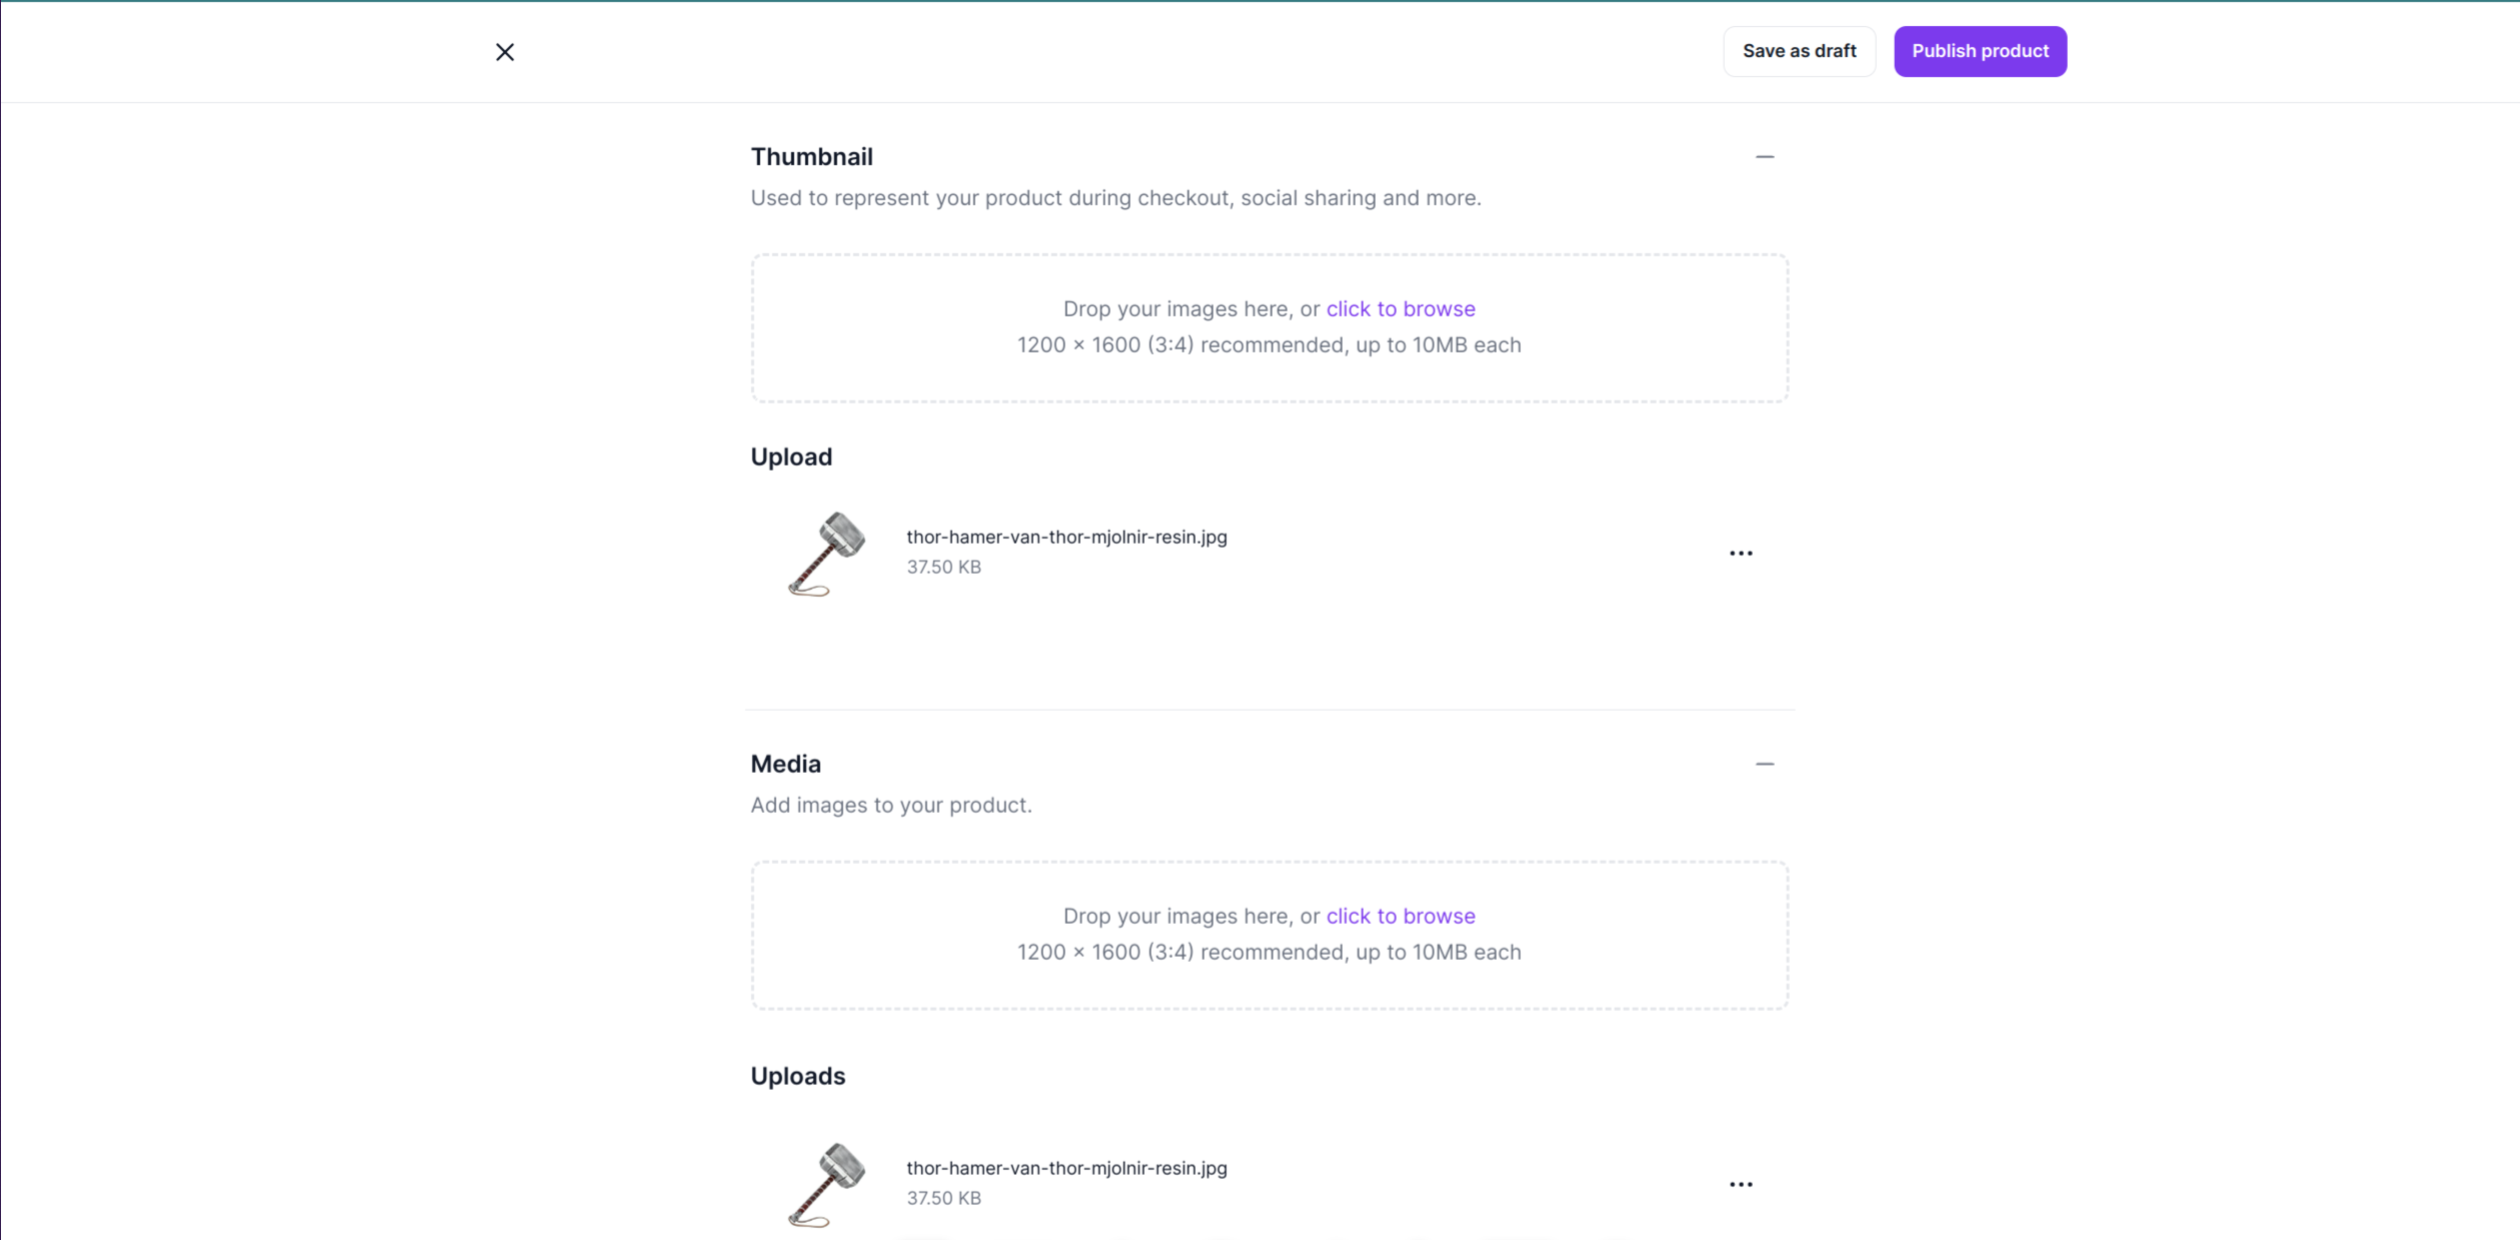 Save as draft
Publish product
Thumbnail
Used to represent your product during checkout, social sharing and more.
Drop your images here, or click to browse
1200 × 1600 (3:4) recommended, up to 10MB each
Upload
thor-hamer-van-thor-mjolnir-resin.jpg
37.50 KB
Media
Add images to your product.
Drop your images here, or click to browse
1200 × 1600 (3:4) recommended, up to 10MB each
Uploads
thor-hamer-van-thor-mjolnir-resin.jpg
37.50 KB